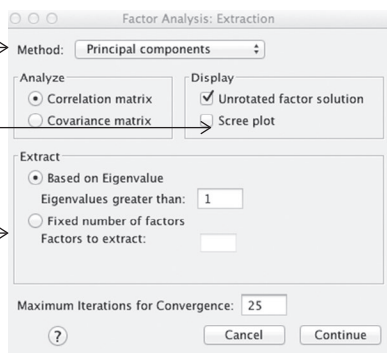 Factor Analysis: Extraction
Method: Principal components
Analyze
Correlation matrix
Covariance matrix
Display
Unrotated factor solution
Scree plot
Extract
Based on Eigenvalue
Eigenvalues greater than: 1
Fixed number of factors
Factors to extract:
Maximum Iterations for Convergence: 25
? Cancel Continue